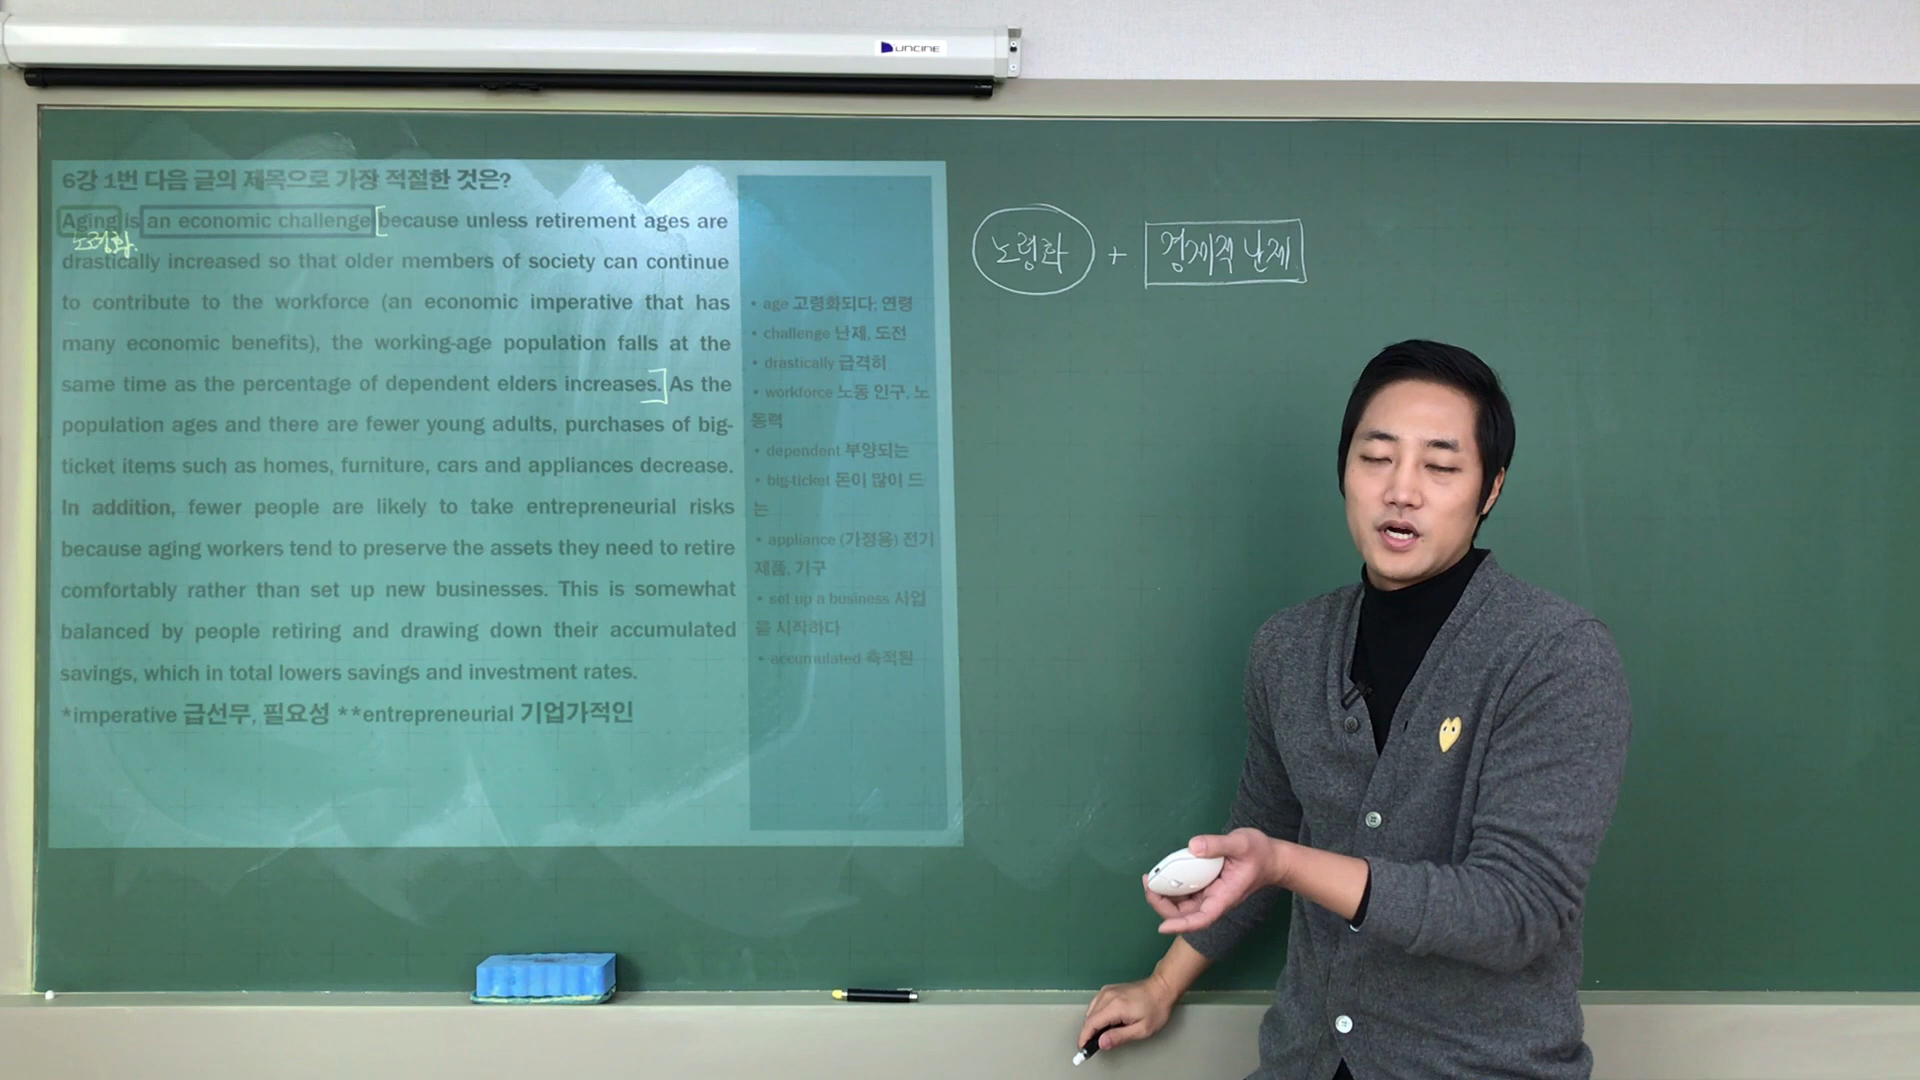 UNCINE
6강 1번 다음 글의 제목으로 가장 적절한 것은?
Aging is an economic challenge [because unless retirement ages are
노령화.
drastically increased so that older members of society can continue
to contribute to the workforce (an economic imperative that has
many economic benefits), the working-age population falls at the
same time as the percentage of dependent elders increases.] As the
population ages and there are fewer young adults, purchases of big-
ticket items such as homes, furniture, cars and appliances decrease.
In addition, fewer people are likely to take entrepreneurial risks
because aging workers tend to preserve the assets they need to retire
comfortably rather than set up new businesses. This is somewhat
balanced by people retiring and drawing down their accumulated
savings, which in total lowers savings and investment rates.
*imperative 급선무, 필요성 **entrepreneurial 기업가적인
• age 고령화되다; 연령
• challenge 난제, 도전
• drastically 급격히
• workforce 노동 인구, 노
동력
• dependent 부양되는
• big-ticket 돈이 많이 드
는
• appliance (가정용) 전기
제품, 기구
• set up a business 사업
을 시작하다
• accumulated 축적된
노령화 + 경제적 난제